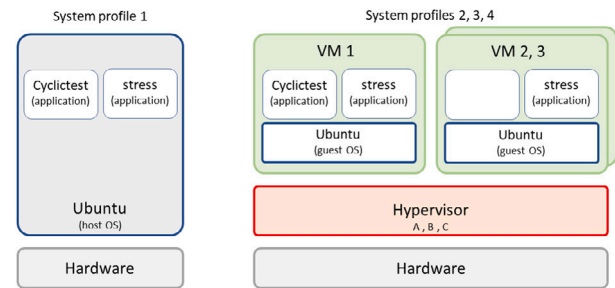 System profile 1
Cyclictest
(application)
stress
(application)
Ubuntu
(host OS)
Hardware
System profiles 2, 3, 4
VM 1
Cyclictest
(application)
stress
(application)
Ubuntu
(guest OS)
VM 2, 3
stress
(application)
Ubuntu
(guest OS)
Hypervisor
A , B , C
Hardware